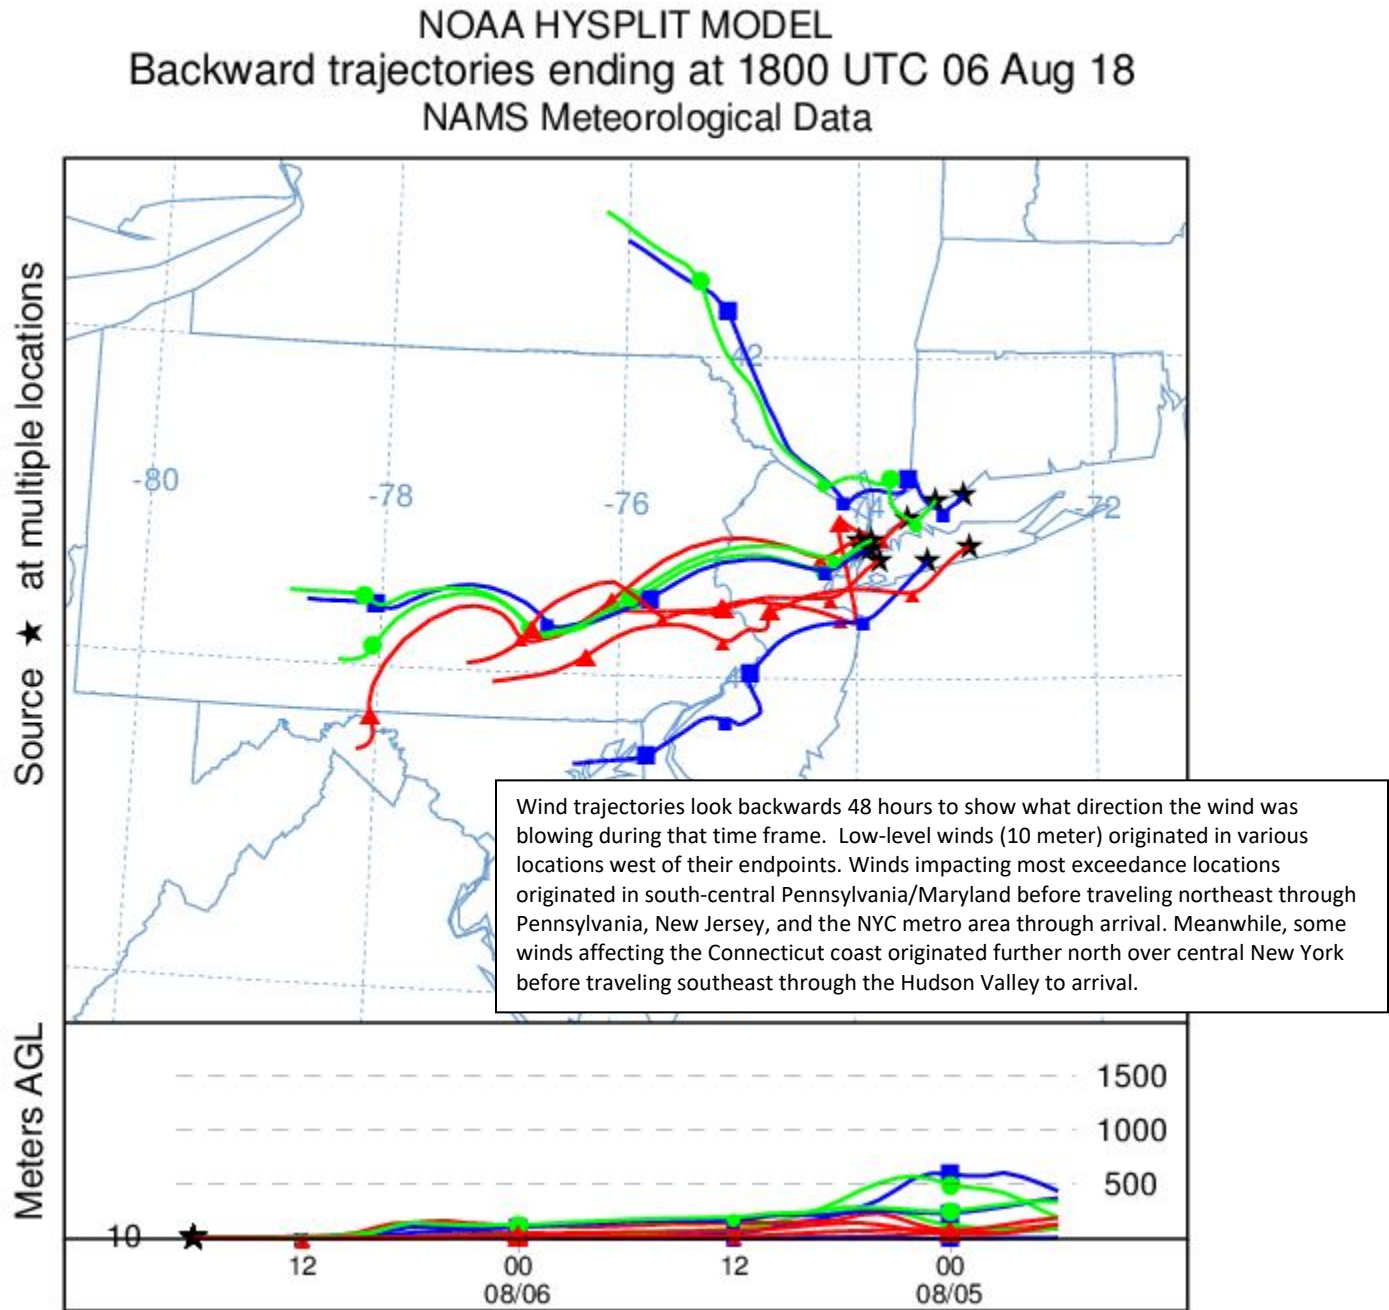 NOAA HYSPLIT MODEL
Backward trajectories ending at 1800 UTC 06 Aug 18
NAMS Meteorological Data
Source ★ at multiple locations
42
-80
-78
-76
74
-72
Wind trajectories look backwards 48 hours to show what direction the wind was
blowing during that time frame.  Low-level winds (10 meter) originated in various
locations west of their endpoints. Winds impacting most exceedance locations
originated in south-central Pennsylvania/Maryland before traveling northeast through
Pennsylvania, New Jersey, and the NYC metro area through arrival. Meanwhile, some
winds affecting the Connecticut coast originated further north over central New York
before traveling southeast through the Hudson Valley to arrival.
Meters AGL
1500
1000
500
10
12 00 12 00
08/06 08/05